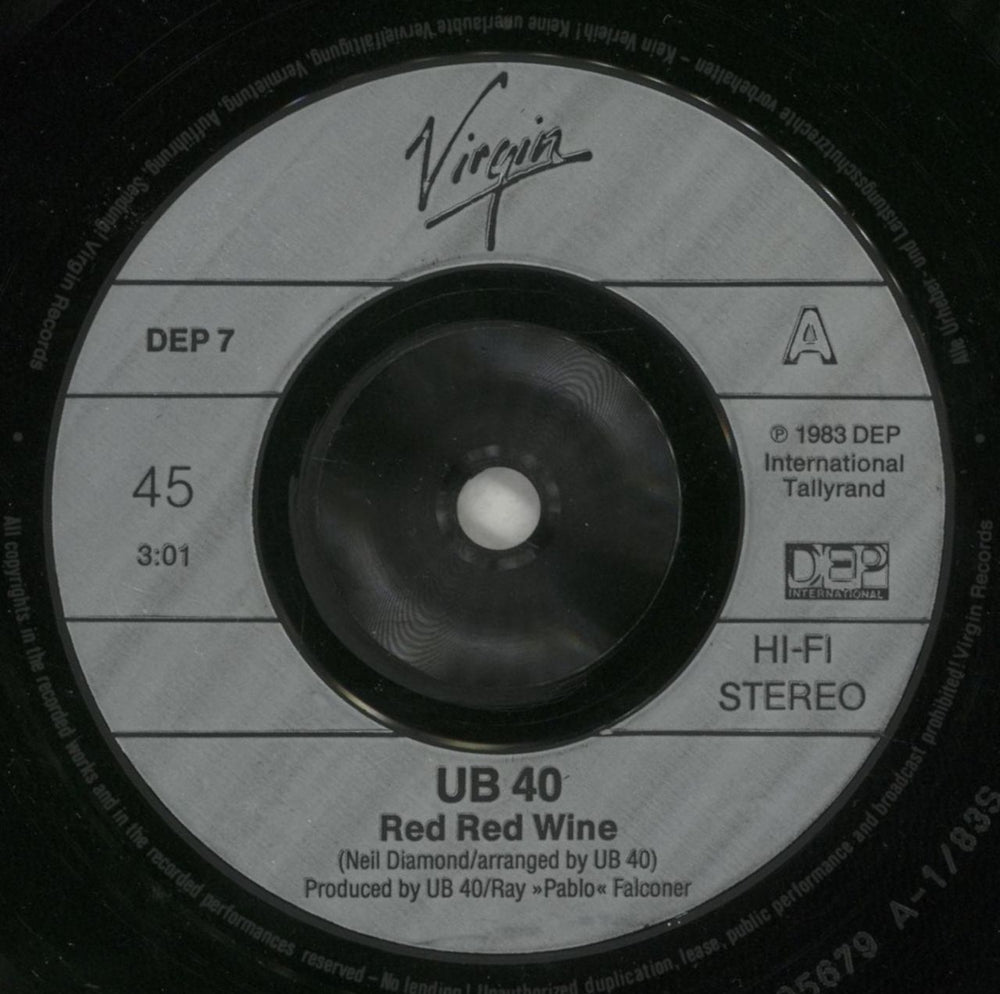 Alle Urheber- und Leistungsschutzrechte vorbehalten – Kein Verleih! Keine unerlaubte Vervielfältigung, Vermietung, Aufführung, Sendung! Virgin Records
Virgin
DEP 7
A
45
3:01
℗ 1983 DEP
International
Tallyrand
DEP
INTERNATIONAL
HI-FI
STEREO
UB 40
Red Red Wine
(Neil Diamond/arranged by UB 40)
Produced by UB 40/Ray »Pablo« Falconer
All copyrights in the recorded works and in the recorded performances reserved – No lending! Unauthorized duplication, lease, public performance and broadcast prohibited! Virgin Records
05679 A-1/83S